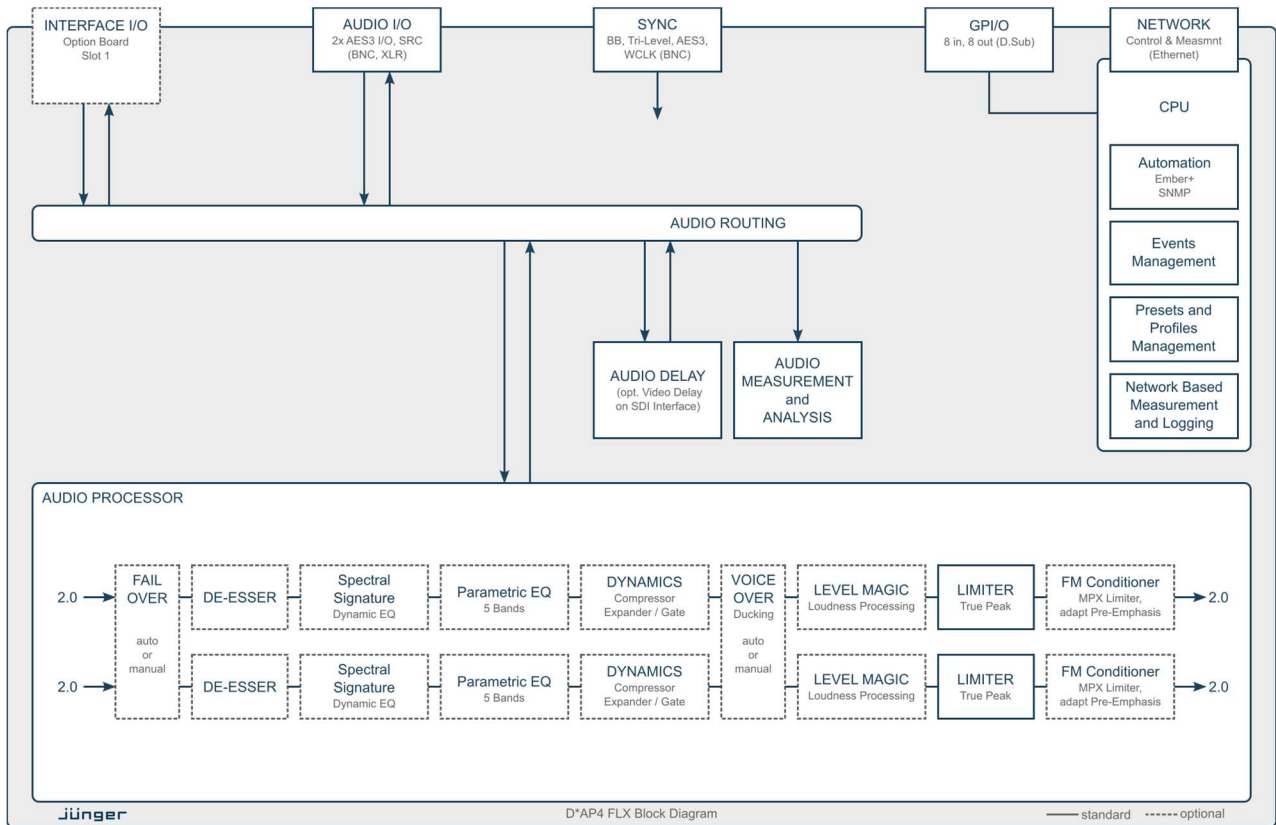 INTERFACE I/O
Option Board
Slot 1
AUDIO I/O
2x AES3 I/O, SRC
(BNC, XLR)
SYNC
BB, Tri-Level, AES3,
WCLK (BNC)
GPI/O
8 in, 8 out (D.Sub)
NETWORK
Control & Measmnt
(Ethernet)
CPU
Automation
Ember+
SNMP
Events
Management
Presets and
Profiles
Management
Network Based
Measurement
and Logging
AUDIO ROUTING
AUDIO DELAY
(opt. Video Delay
on SDI Interface)
AUDIO
MEASUREMENT
and
ANALYSIS
AUDIO PROCESSOR
2.0
FAIL
OVER
auto
or
manual
DE-ESSER
Spectral
Signature
Dynamic EQ
Parametric EQ
5 Bands
DYNAMICS
Compressor
Expander / Gate
VOICE
OVER
Ducking
auto
or
manual
LEVEL MAGIC
Loudness Processing
LIMITER
True Peak
FM Conditioner
MPX Limiter,
adapt Pre-Emphasis
2.0
2.0
DE-ESSER
Spectral
Signature
Dynamic EQ
Parametric EQ
5 Bands
DYNAMICS
Compressor
Expander / Gate
LEVEL MAGIC
Loudness Processing
LIMITER
True Peak
FM Conditioner
MPX Limiter,
adapt Pre-Emphasis
2.0
jünger
D*AP4 FLX Block Diagram
standard
optional